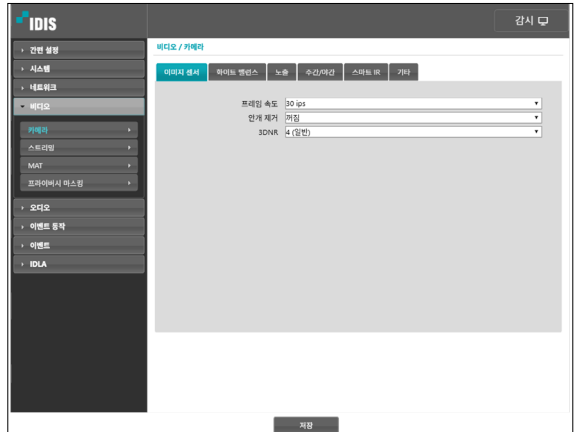 IDIS
감시
간편 설정
시스템
네트워크
비디오
카메라
스트리밍
MAT
프라이버시 마스킹
오디오
이벤트 동작
이벤트
IDLA
비디오 / 카메라
이미지 센서 화이트 밸런스 노출 주간/야간 스마트 IR 기타
프레임 속도 30 ips
안개 제거 꺼짐
3DNR 4 (일반)
저장